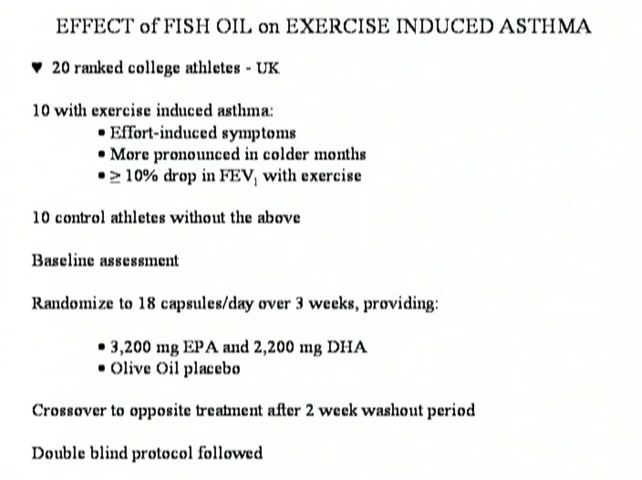 EFFECT of FISH OIL on EXERCISE INDUCED ASTHMA
♥ 20 ranked college athletes - UK
10 with exercise induced asthma:
• Effort-induced symptoms
• More pronounced in colder months
• ≥ 10% drop in FEV₁ with exercise
10 control athletes without the above
Baseline assessment
Randomize to 18 capsules/day over 3 weeks, providing:
• 3,200 mg EPA and 2,200 mg DHA
• Olive Oil placebo
Crossover to opposite treatment after 2 week washout period
Double blind protocol followed